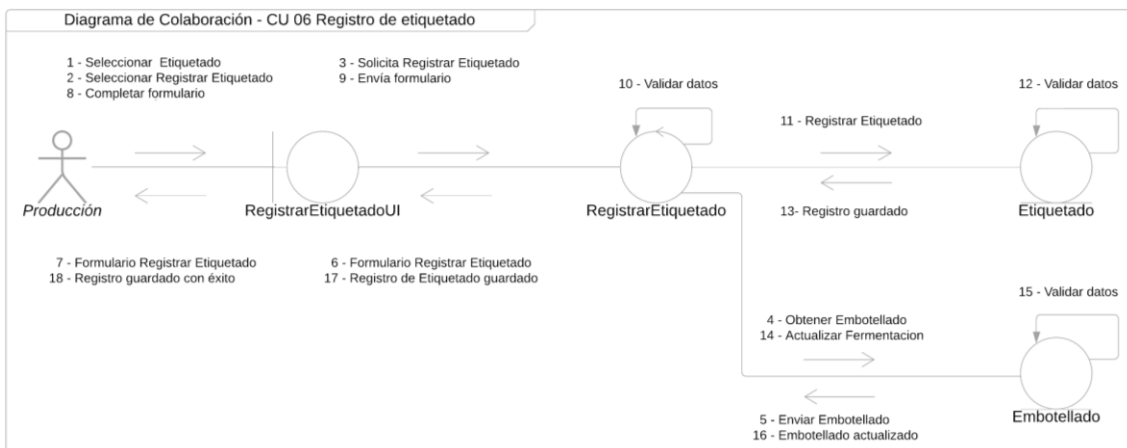 Diagrama de Colaboración - CU 06 Registro de etiquetado
1 - Seleccionar Etiquetado
2 - Seleccionar Registrar Etiquetado
8 - Completar formulario
3 - Solicita Registrar Etiquetado
9 - Envía formulario
10 - Validar datos
12 - Validar datos
11 - Registrar Etiquetado
Producción
RegistrarEtiquetadoUI
RegistrarEtiquetado
13- Registro guardado
Etiquetado
7 - Formulario Registrar Etiquetado
18 - Registro guardado con éxito
6 - Formulario Registrar Etiquetado
17 - Registro de Etiquetado guardado
15 - Validar datos
4 - Obtener Embotellado
14 - Actualizar Fermentacion
5 - Enviar Embotellado
16 - Embotellado actualizado
Embotellado